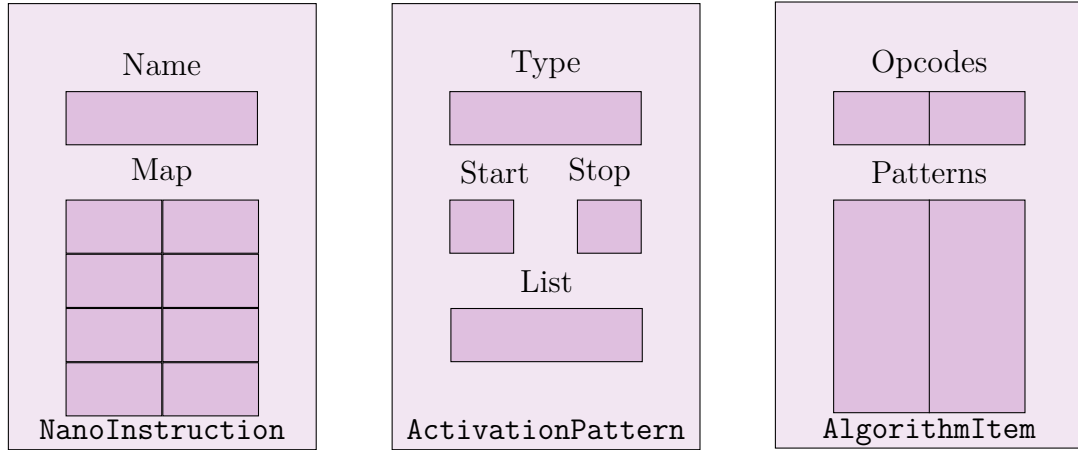 Name
Map
NanoInstruction
Type
Start Stop
List
ActivationPattern
Opcodes
Patterns
AlgorithmItem